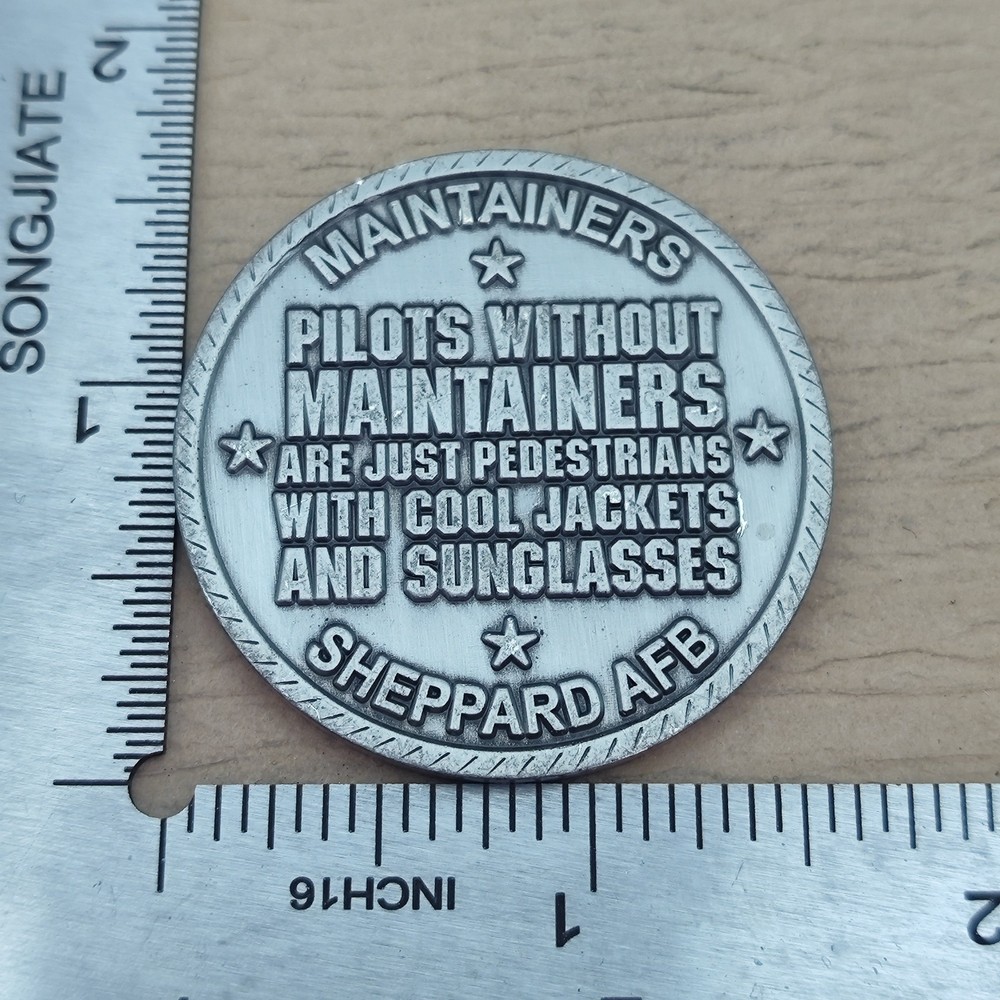 MAINTAINERS
PILOTS WITHOUT
MAINTAINERS
ARE JUST PEDESTRIANS
WITH COOL JACKETS
AND SUNGLASSES
SHEPPARD AFB
SONGJIATE
2
1
INCH16
1
2